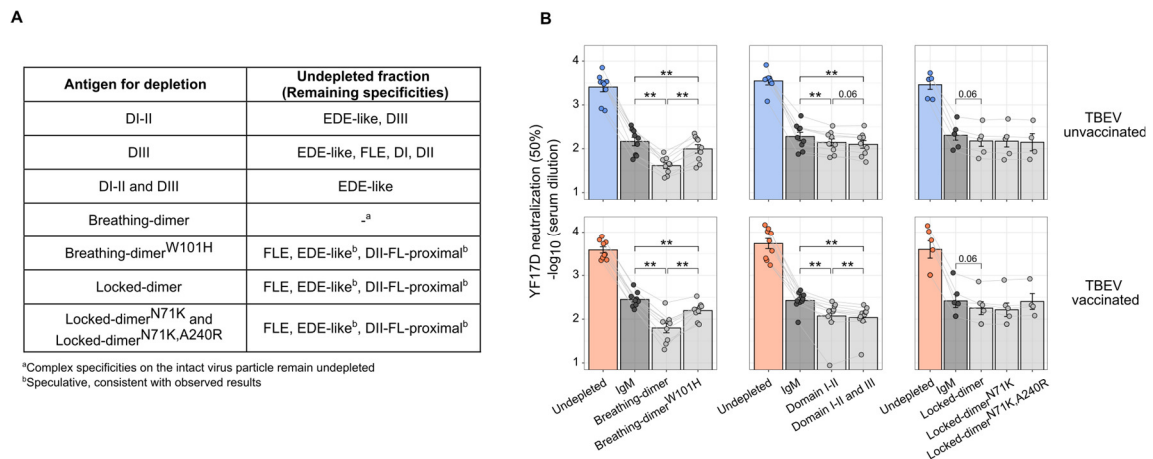 A
Antigen for depletion
Undepleted fraction
(Remaining specificities)
DI-II
EDE-like, DIII
DIII
EDE-like, FLE, DI, DII
DI-II and DIII
EDE-like
Breathing-dimer
-a
Breathing-dimerW101H
FLE, EDE-likeb, DII-FL-proximalb
Locked-dimer
FLE, EDE-likeb, DII-FL-proximalb
Locked-dimerN71K and
Locked-dimerN71K,A240R
FLE, EDE-likeb, DII-FL-proximalb
aComplex specificities on the intact virus particle remain undepleted
bSpeculative, consistent with observed results
B
YF17D neutralization (50%)
-log10 (serum dilution)
4
3
2
1
**
**
**
**
**
0.06
0.06
TBEV
unvaccinated
4
3
2
1
**
**
**
**
**
**
0.06
TBEV
vaccinated
Undepleted
IgM
Breathing-dimer
Breathing-dimerW101H
Undepleted
IgM
Domain I-II
Domain I-II and III
Undepleted
IgM
Locked-dimer
Locked-dimerN71K
Locked-dimerN71K,A240R